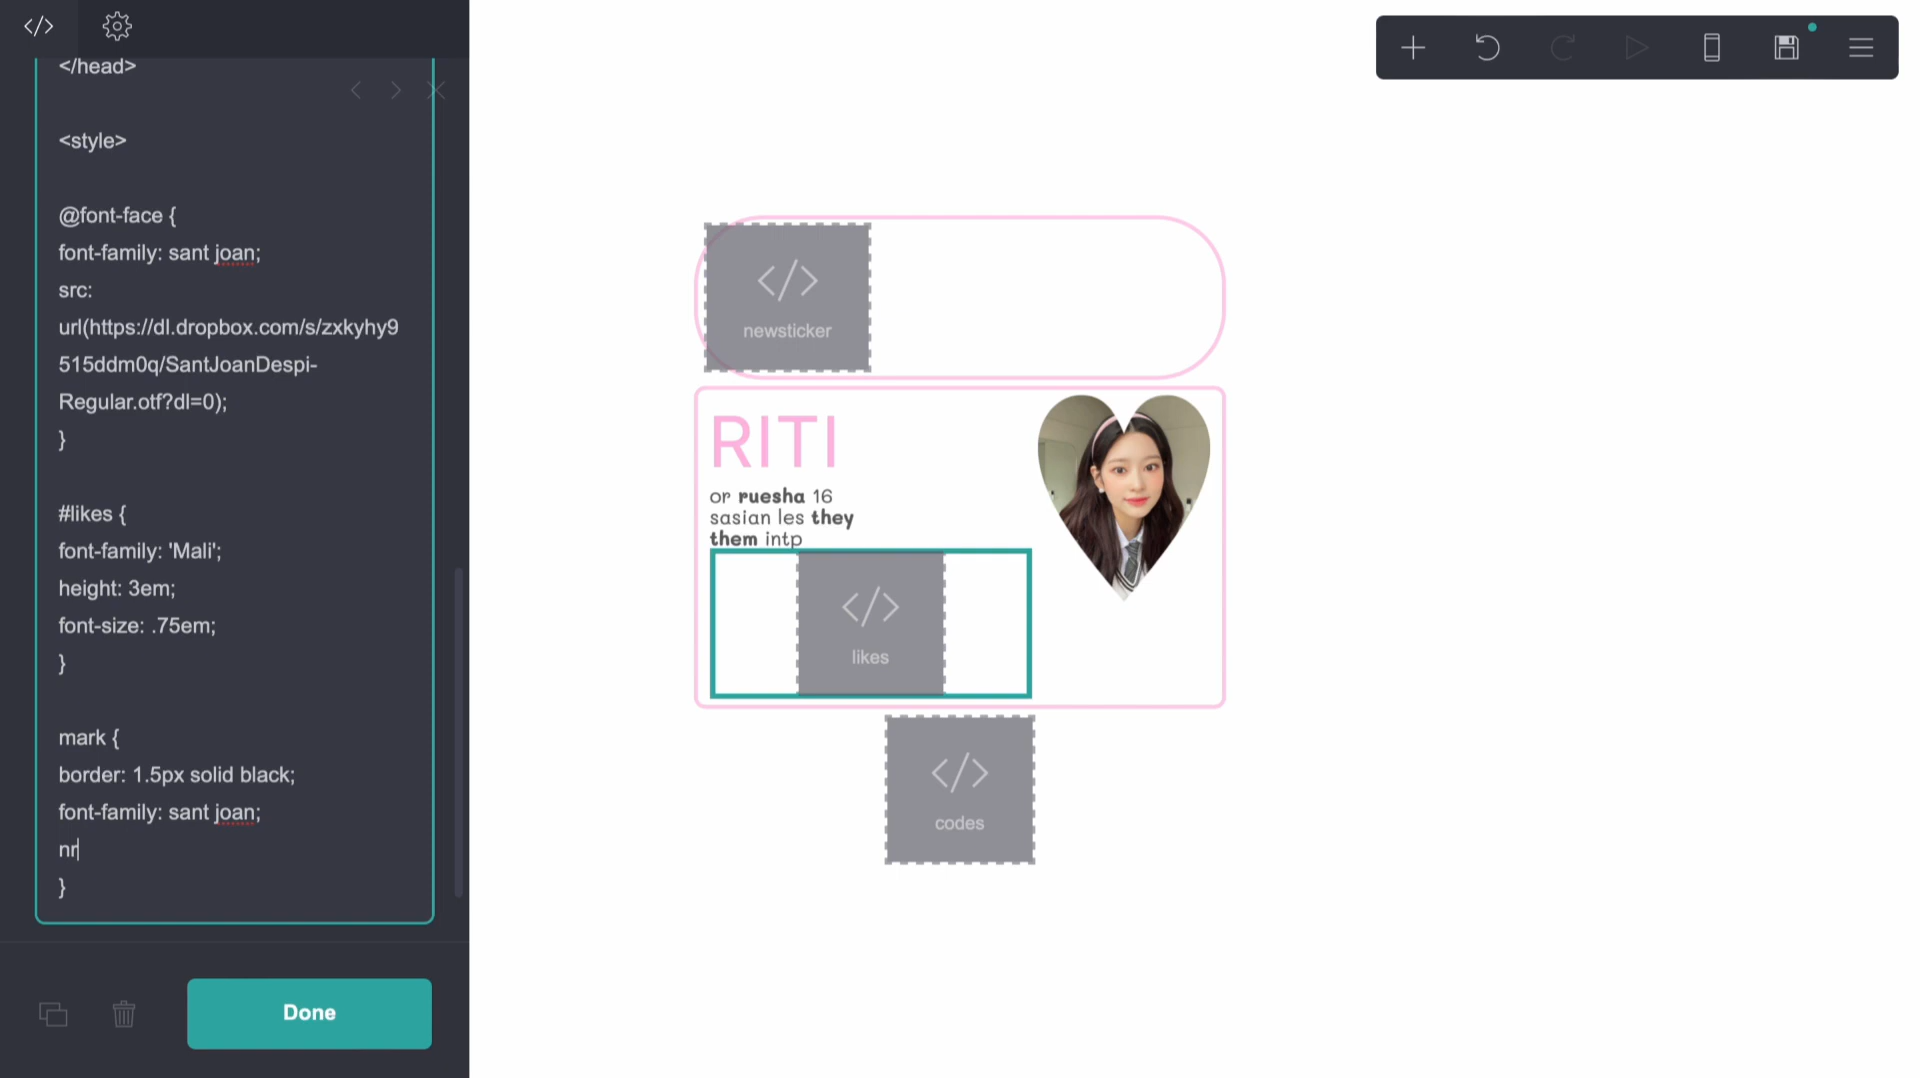 </head>
<style>
@font-face {
font-family: sant joan;
src:
url(https://dl.dropbox.com/s/zxkyhy9
515ddm0q/SantJoanDespi-
Regular.otf?dl=0);
}
#likes {
font-family: 'Mali';
height: 3em;
font-size: .75em;
}
mark {
border: 1.5px solid black;
font-family: sant joan;
nr
}
Done
newsticker
RITI
or ruesha 16
sasian les they
them intp
likes
codes